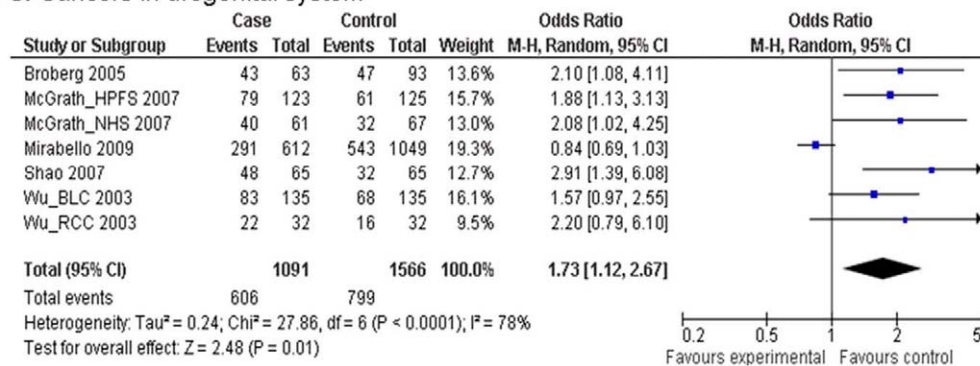 Case Control Odds Ratio Odds Ratio
Study or Subgroup Events Total Events Total Weight M-H, Random, 95% CI M-H, Random, 95% CI
Broberg 2005 43 63 47 93 13.6% 2.10 [1.08, 4.11]
McGrath_HPFS 2007 79 123 61 125 15.7% 1.88 [1.13, 3.13]
McGrath_NHS 2007 40 61 32 67 13.0% 2.08 [1.02, 4.25]
Mirabello 2009 291 612 543 1049 19.3% 0.84 [0.69, 1.03]
Shao 2007 48 65 32 65 12.7% 2.91 [1.39, 6.08]
Wu_BLC 2003 83 135 68 135 16.1% 1.57 [0.97, 2.55]
Wu_RCC 2003 22 32 16 32 9.5% 2.20 [0.79, 6.10]
Total (95% CI) 1091 1566 100.0% 1.73 [1.12, 2.67]
Total events 606 799
Heterogeneity: Tau² = 0.24; Chi² = 27.86, df = 6 (P < 0.0001); I² = 78%
Test for overall effect: Z = 2.48 (P = 0.01)
0.2 0.5 1 2 5
Favours experimental Favours control